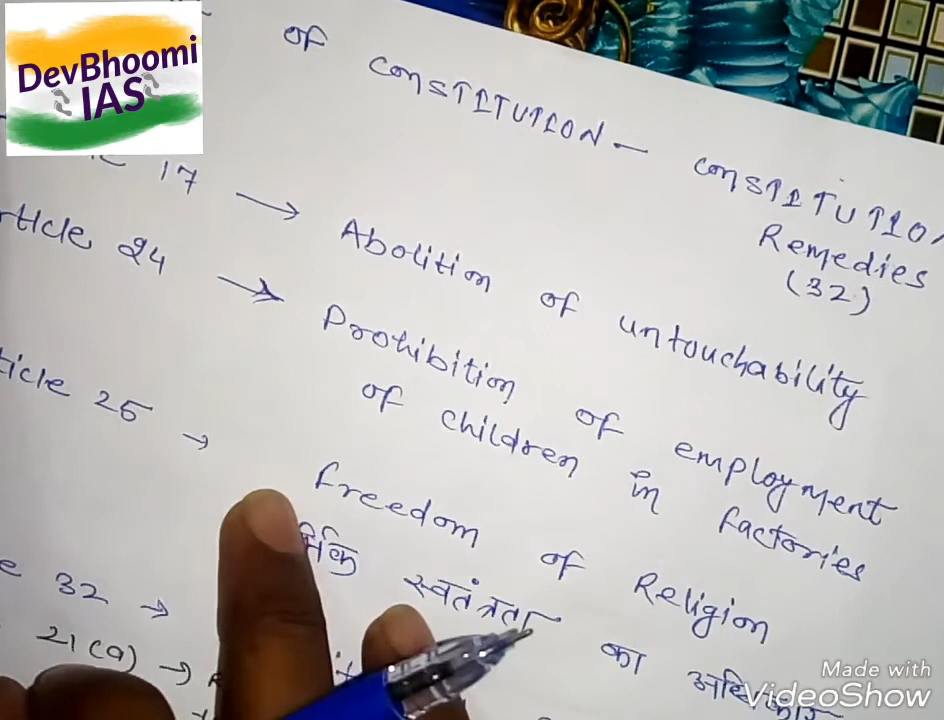 DevBhoomi
IAS
of CONSTITUTION - CONSTITUTION
Remedies
(32)
17 → Abolition of untouchability
rticle 24 → Prohibition of employment
of children in factories
ticle 25 → freedom of Religion
स्वतंत्रता का अधिकार
e 32 →
21(a) →
Made with
VideoShow